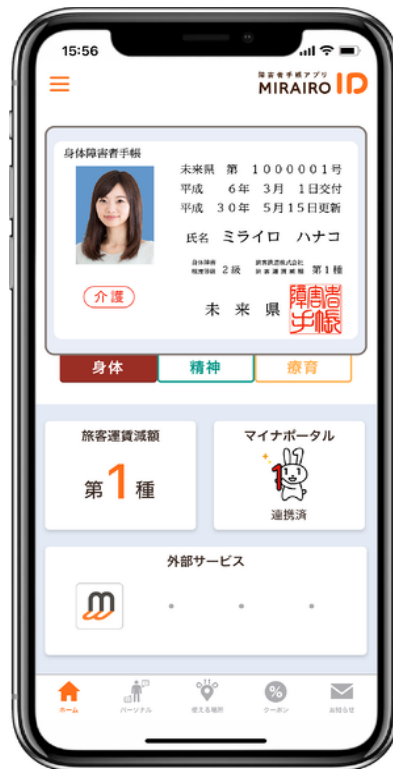 15:56
障害者手帳アプリ
MIRAIRO ID
身体障害者手帳
未来県 第 1000001号
平成 6年 3月 1日交付
平成 30年 5月15日更新
氏名 ミライロ ハナコ
身体障害 程度等級 2級 旅客鉄道株式会社 旅客運賃減額 第1種
介護
未来県
障害者手帳
身体 精神 療育
旅客運賃減額
第1種
マイナポータル
連携済
外部サービス
ホーム パーソナル 使える場所 クーポン お知らせ